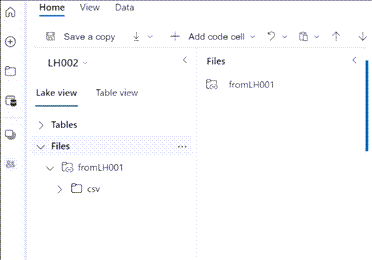 Home View Data
Save a copy Add code cell
LH002
Files
Lake view Table view
fromLH001
Tables
Files
fromLH001
csv